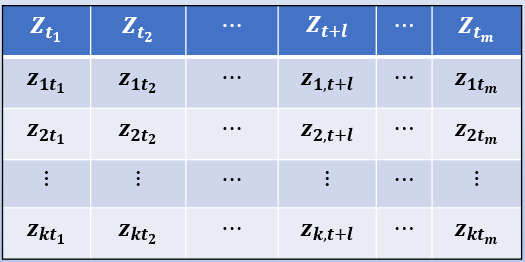 Z_{t_1} Z_{t_2} ⋯ Z_{t+l} ⋯ Z_{t_m}
z_{1t_1} z_{1t_2} ⋯ z_{1,t+l} ⋯ z_{1t_m}
z_{2t_1} z_{2t_2} ⋯ z_{2,t+l} ⋯ z_{2t_m}
⋮ ⋮ ⋯ ⋮ ⋯ ⋮
z_{kt_1} z_{kt_2} ⋯ z_{k,t+l} ⋯ z_{kt_m}